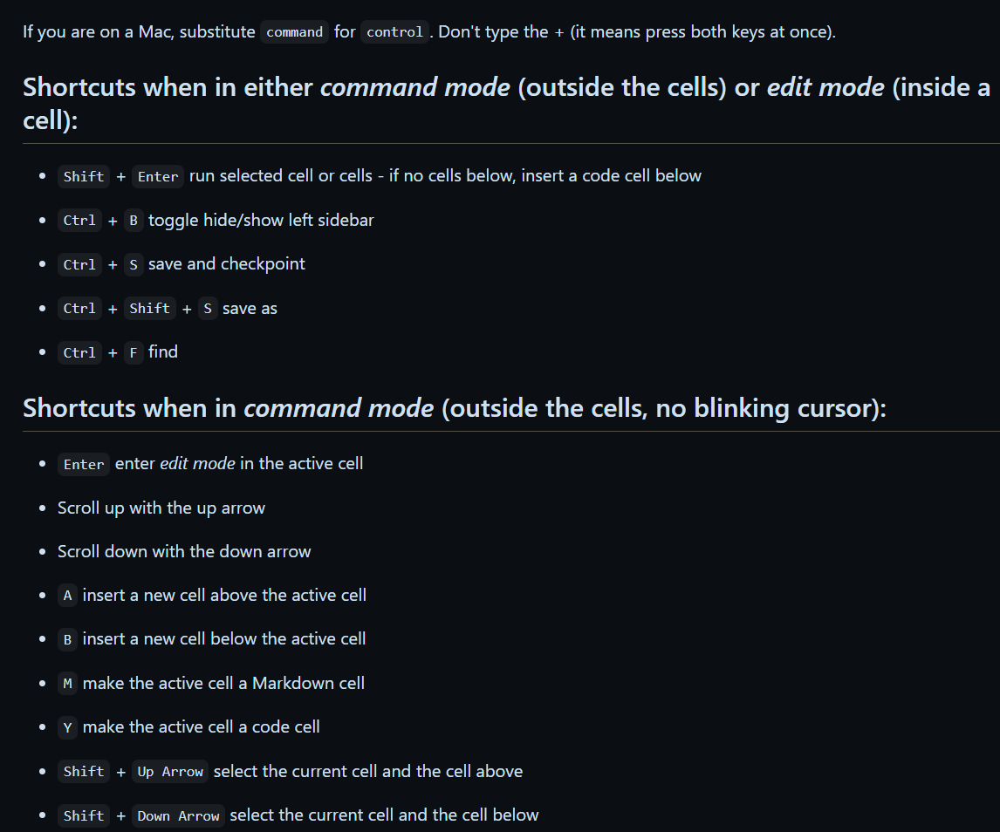 If you are on a Mac, substitute command for control. Don't type the + (it means press both keys at once).
Shortcuts when in either command mode (outside the cells) or edit mode (inside a
cell):
• Shift + Enter run selected cell or cells - if no cells below, insert a code cell below
• Ctrl + B toggle hide/show left sidebar
• Ctrl + S save and checkpoint
• Ctrl + Shift + S save as
• Ctrl + F find
Shortcuts when in command mode (outside the cells, no blinking cursor):
• Enter enter edit mode in the active cell
• Scroll up with the up arrow
• Scroll down with the down arrow
• A insert a new cell above the active cell
• B insert a new cell below the active cell
• M make the active cell a Markdown cell
• Y make the active cell a code cell
• Shift + Up Arrow select the current cell and the cell above
• Shift + Down Arrow select the current cell and the cell below